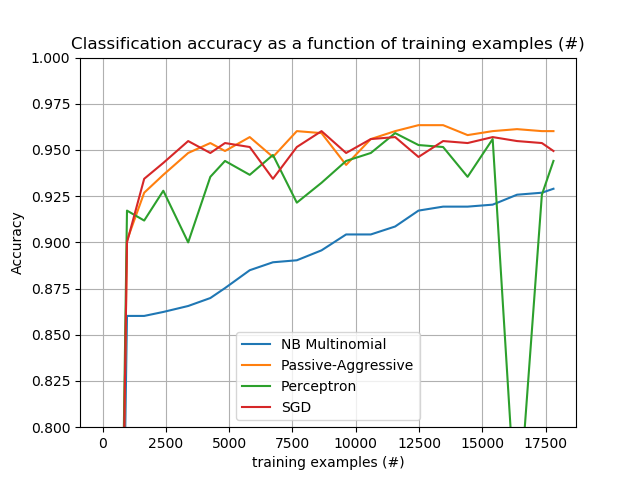 Classification accuracy as a function of training examples (#)
1.000
0.975
0.950
0.925
0.900
0.875
0.850
0.825
0.800
Accuracy
NB Multinomial
Passive-Aggressive
Perceptron
SGD
0 2500 5000 7500 10000 12500 15000 17500
training examples (#)